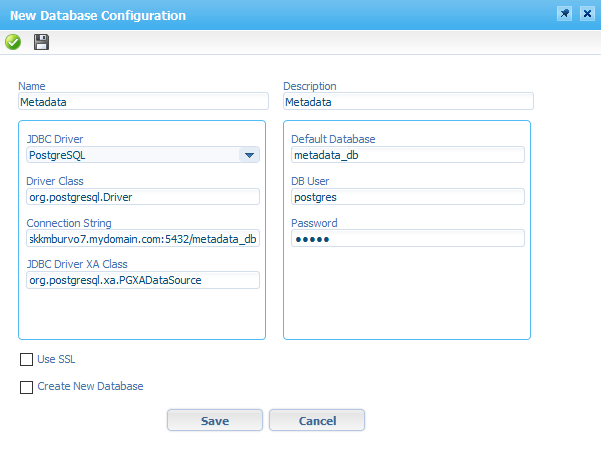 New Database Configuration
Name
Metadata
Description
Metadata
JDBC Driver
PostgreSQL
Driver Class
org.postgresql.Driver
Connection String
skkmburvo7.mydomain.com:5432/metadata_db
JDBC Driver XA Class
org.postgresql.xa.PGXADataSource
Default Database
metadata_db
DB User
postgres
Password
●●●●●
Use SSL
Create New Database
Save
Cancel